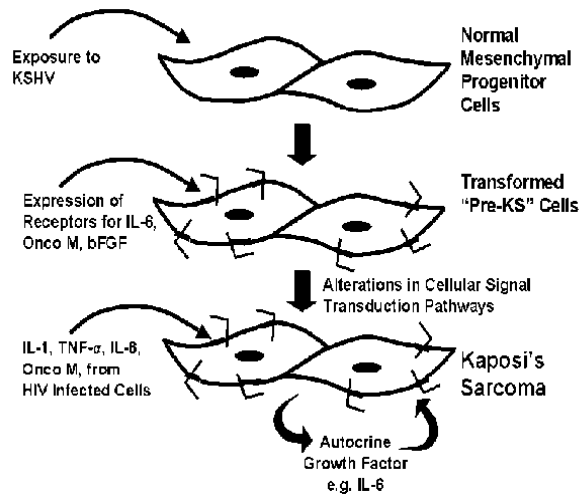 Exposure to
KSHV
Normal
Mesenchymal
Progenitor
Cells
Expression of
Receptors for IL-6,
Onco M, bFGF
Transformed
“Pre-KS” Cells
Alterations in Cellular Signal
Transduction Pathways
IL-1, TNF-α, IL-6,
Onco M, from
HIV Infected Cells
Kaposi’s
Sarcoma
Autocrine
Growth Factor
e.g. IL-6